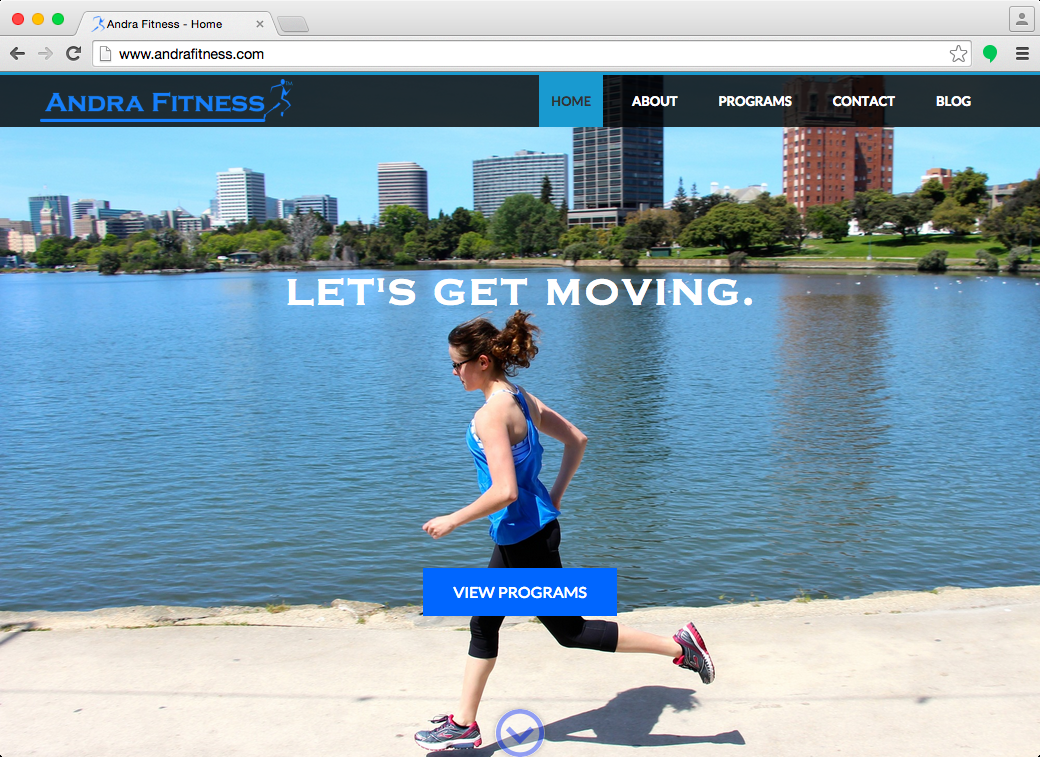 Andra Fitness - Home
www.andrafitness.com
ANDRA FITNESS
HOME ABOUT PROGRAMS CONTACT BLOG
LET'S GET MOVING.
VIEW PROGRAMS